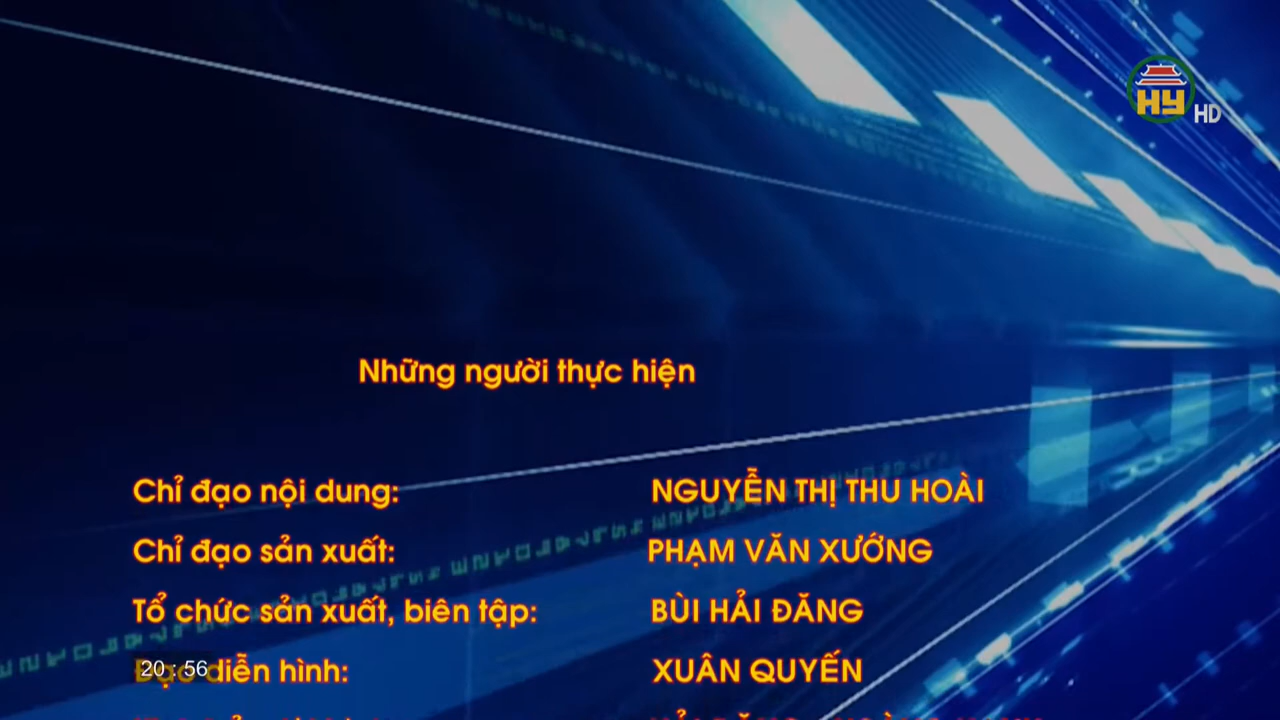 HY HD
Những người thực hiện
Chỉ đạo nội dung: NGUYỄN THỊ THU HOÀI
Chỉ đạo sản xuất: PHẠM VĂN XƯỚNG
Tổ chức sản xuất, biên tập: BÙI HẢI ĐĂNG
Đạo diễn hình: XUÂN QUYẾN
20 : 56